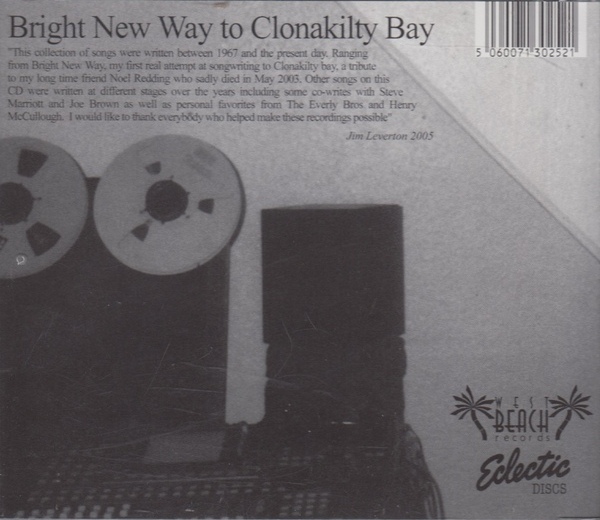 Bright New Way to Clonakilty Bay
"This collection of songs were written between 1967 and the present day. Ranging
from Bright New Way, my first real attempt at songwriting to Clonakilty bay, a tribute
to my long time friend Noel Redding who sadly died in May 2003. Other songs on this
CD were written at different stages over the years including some co-writes with Steve
Marriott and Joe Brown as well as personal favorites from The Everly Bros and Henry
McCullough. I would like to thank everybody who helped make these recordings possible"
Jim Leverton 2005
5 060071 302521
WEST
BEACH
records
Eclectic
DISCS